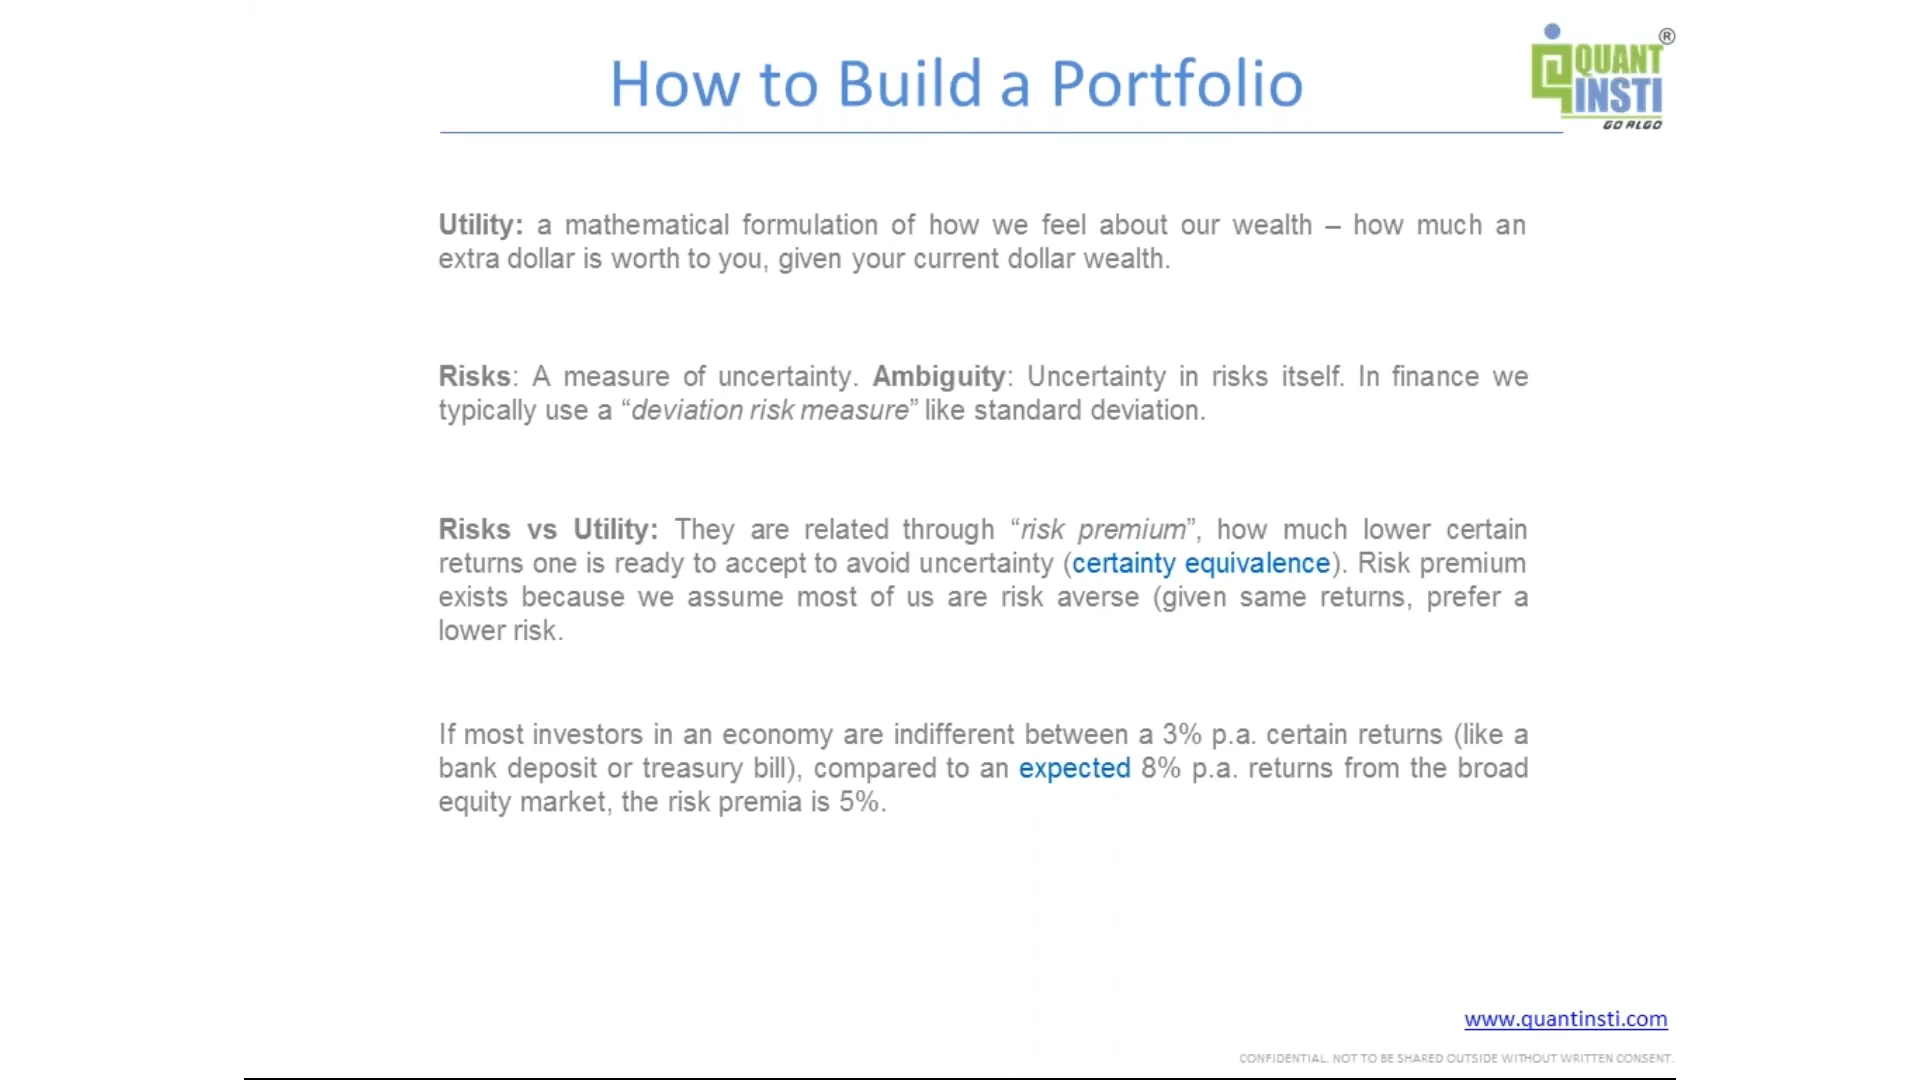 How to Build a Portfolio
QUANT
INSTI
®
GO ALGO
Utility: a mathematical formulation of how we feel about our wealth – how much an
extra dollar is worth to you, given your current dollar wealth.
Risks: A measure of uncertainty. Ambiguity: Uncertainty in risks itself. In finance we
typically use a “deviation risk measure” like standard deviation.
Risks vs Utility: They are related through “risk premium”, how much lower certain
returns one is ready to accept to avoid uncertainty (certainty equivalence). Risk premium
exists because we assume most of us are risk averse (given same returns, prefer a
lower risk.
If most investors in an economy are indifferent between a 3% p.a. certain returns (like a
bank deposit or treasury bill), compared to an expected 8% p.a. returns from the broad
equity market, the risk premia is 5%.
www.quantinsti.com
CONFIDENTIAL. NOT TO BE SHARED OUTSIDE WITHOUT WRITTEN CONSENT.